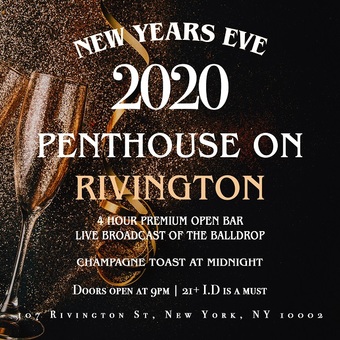 NEW YEARS EVE
2020
PENTHOUSE ON
RIVINGTON
4 HOUR PREMIUM OPEN BAR
LIVE BROADCAST OF THE BALLDROP
CHAMPAGNE TOAST AT MIDNIGHT
DOORS OPEN AT 9PM | 21+ I.D IS A MUST
107 RIVINGTON ST, NEW YORK, NY 10002